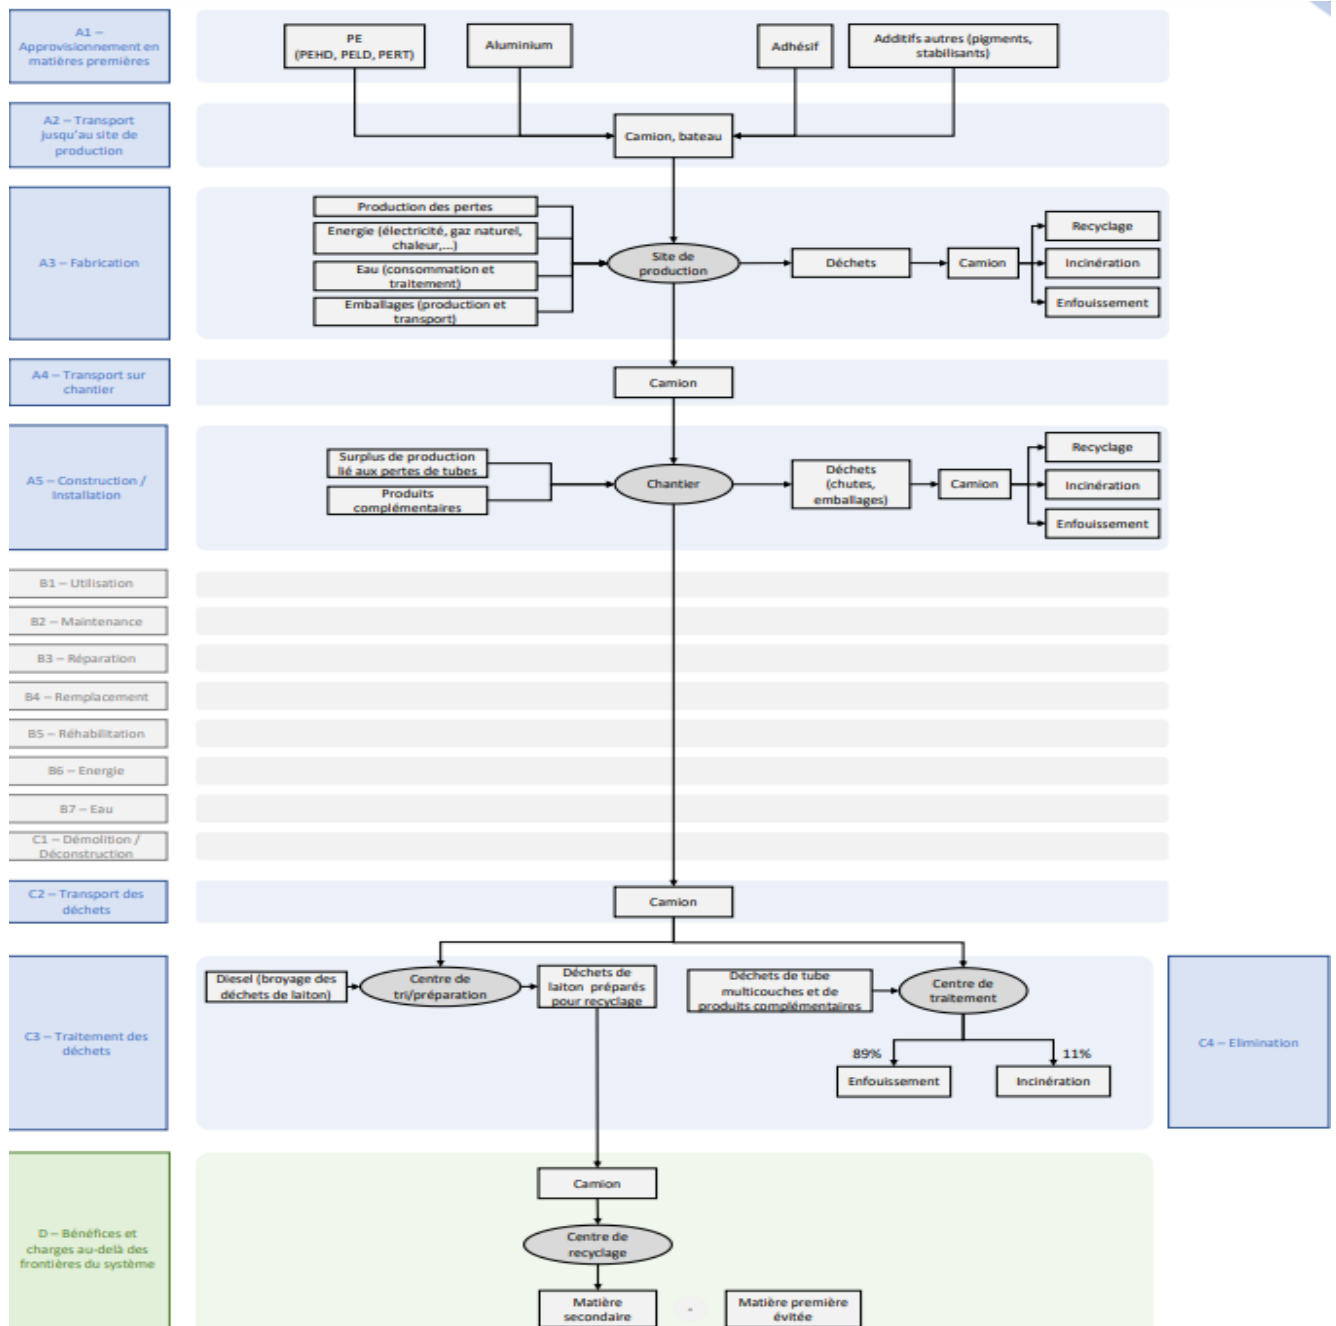 A1 –
Approvisionnement en
matières premières
PE
(PEHD, PELD, PERT)
Aluminium
Adhésif
Additifs autres (pigments,
stabilisants)
A2 – Transport
jusqu'au site de
production
Camion, bateau
A3 – Fabrication
Production des pertes
Energie (électricité, gaz naturel,
chaleur,...)
Eau (consommation et
traitement)
Emballages (production et
transport)
Site de
production
Déchets
Camion
Recyclage
Incinération
Enfouissement
A4 – Transport sur
chantier
Camion
A5 – Construction /
Installation
Surplus de production
lié aux pertes de tubes
Produits
complémentaires
Chantier
Déchets
(chutes,
emballages)
Camion
Recyclage
Incinération
Enfouissement
B1 – Utilisation
B2 – Maintenance
B3 – Réparation
B4 – Remplacement
B5 – Réhabilitation
B6 – Energie
B7 – Eau
C1 – Démolition /
Déconstruction
C2 – Transport des
déchets
Camion
C3 – Traitement des
déchets
Diesel (broyage des
déchets de laiton)
Centre de
tri/préparation
Déchets de
laiton préparés
pour recyclage
Déchets de tube
multicouches et de
produits complémentaires
Centre de
traitement
89%
11%
Enfouissement
Incinération
C4 – Elimination
D – Bénéfices et
charges au-delà des
frontières du système
Camion
Centre de
recyclage
Matière
secondaire
-
Matière première
évitée